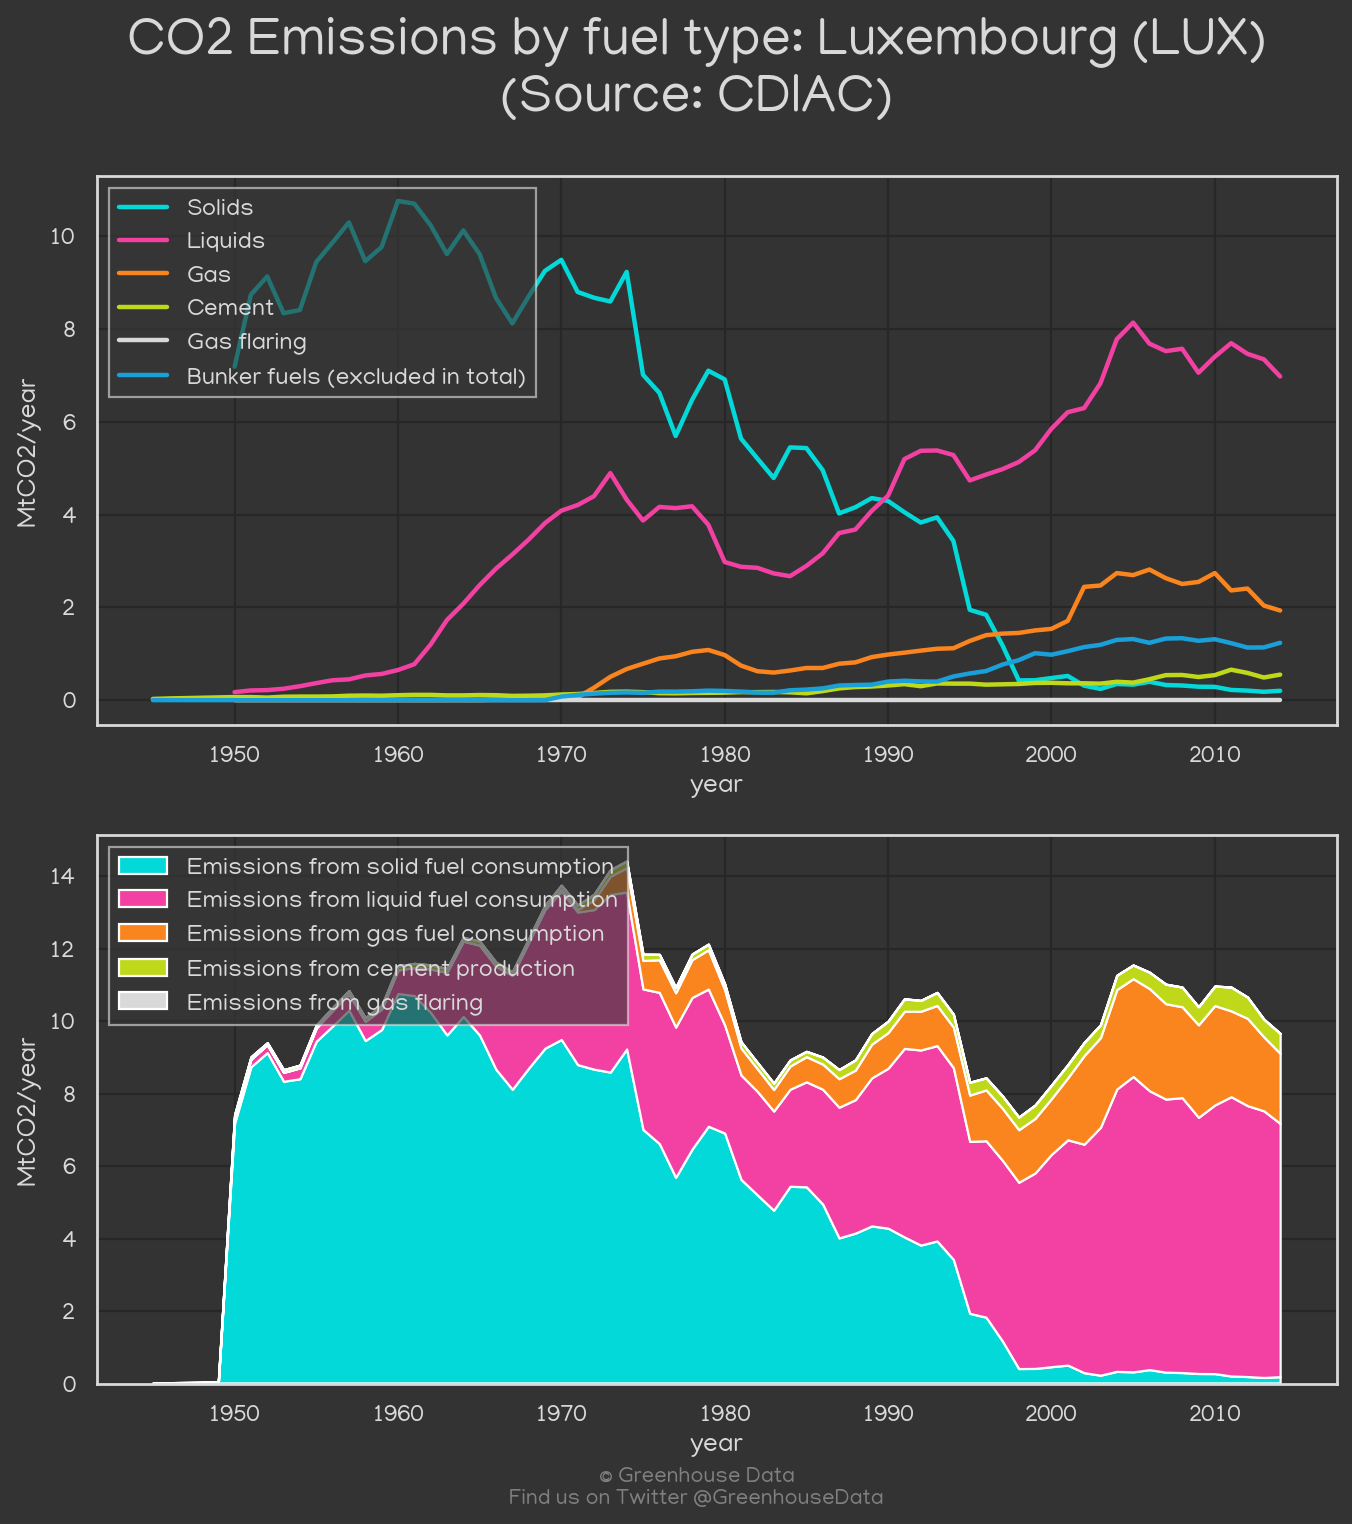 CO2 Emissions by fuel type: Luxembourg (LUX)
(Source: CDIAC)
Solids
Liquids
Gas
Cement
Gas flaring
Bunker fuels (excluded in total)
MtCO2/year
10
8
6
4
2
0
1950 1960 1970 1980 1990 2000 2010
year
Emissions from solid fuel consumption
Emissions from liquid fuel consumption
Emissions from gas fuel consumption
Emissions from cement production
Emissions from gas flaring
MtCO2/year
14
12
10
8
6
4
2
0
1950 1960 1970 1980 1990 2000 2010
year
© Greenhouse Data
Find us on Twitter @GreenhouseData